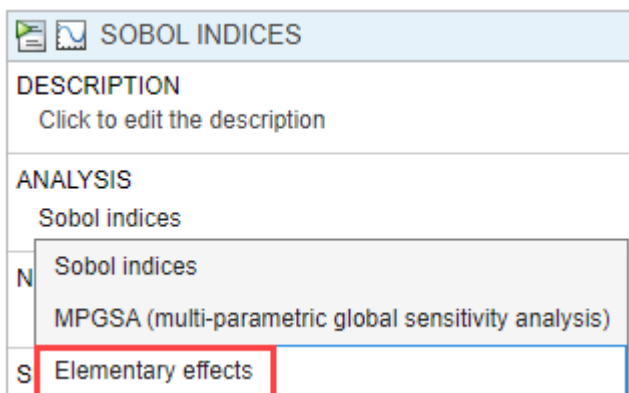 SOBOL INDICES
DESCRIPTION
Click to edit the description
ANALYSIS
Sobol indices
N
Sobol indices
MPGSA (multi-parametric global sensitivity analysis)
S
Elementary effects